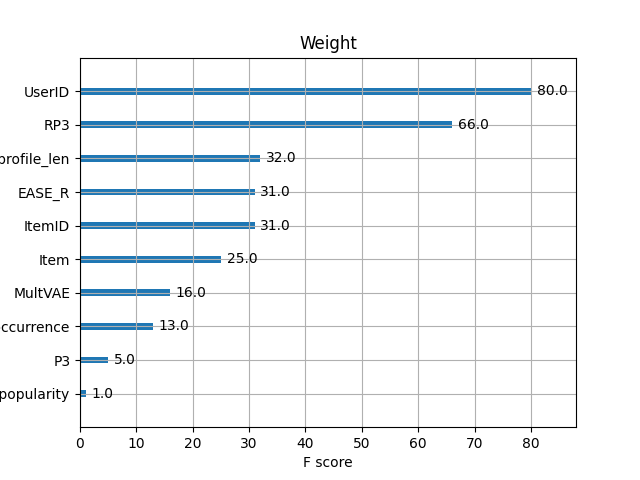 Weight
UserID
80.0
RP3
66.0
profile_len
32.0
EASE_R
31.0
ItemID
31.0
Item
25.0
MultVAE
16.0
ccurrence
13.0
P3
5.0
popularity
1.0
0 10 20 30 40 50 60 70 80
F score